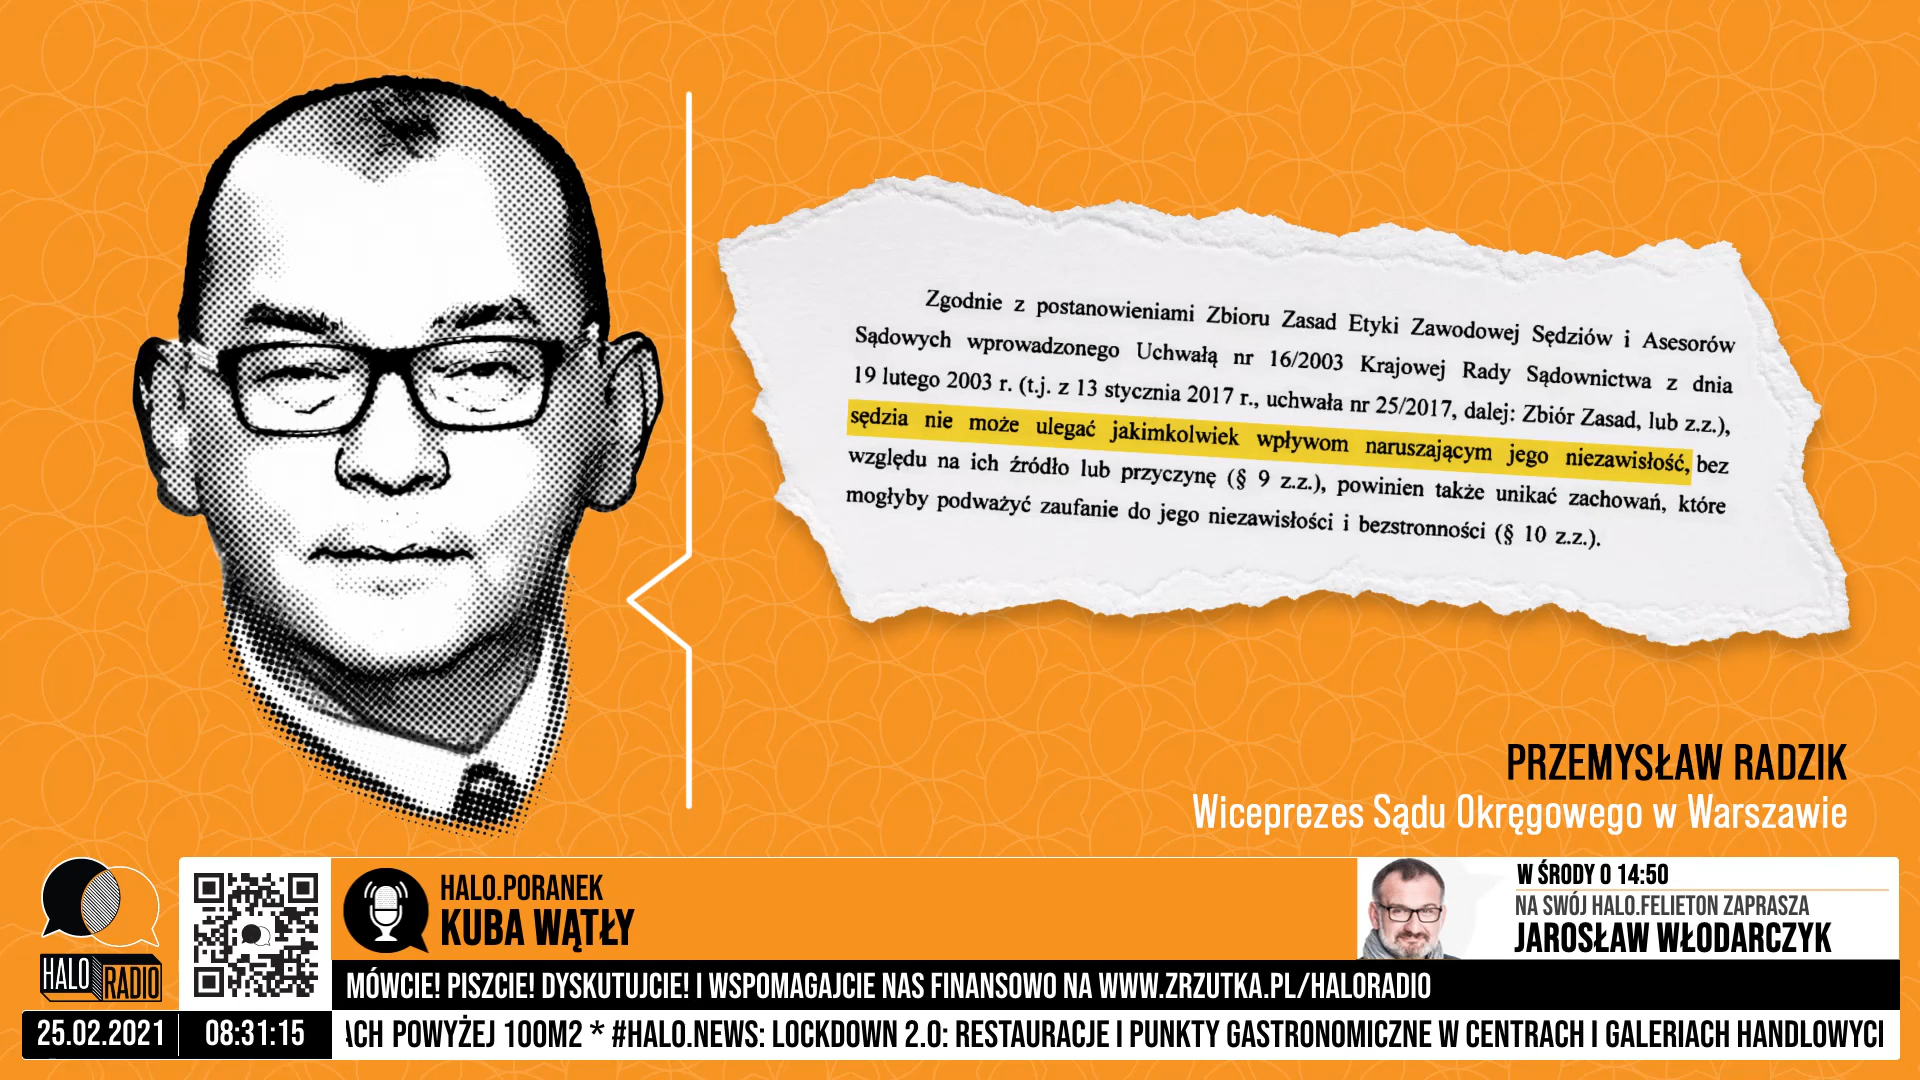 Zgodnie z postanowieniami Zbioru Zasad Etyki Zawodowej Sędziów i Asesorów
Sądowych wprowadzonego Uchwałą nr 16/2003 Krajowej Rady Sądownictwa z dnia
19 lutego 2003 r. (t.j. z 13 stycznia 2017 r., uchwała nr 25/2017, dalej: Zbiór Zasad, lub z.z.),
sędzia nie może ulegać jakimkolwiek wpływom naruszającym jego niezawisłość, bez
względu na ich źródło lub przyczynę (§ 9 z.z.), powinien także unikać zachowań, które
mogłyby podważyć zaufanie do jego niezawisłości i bezstronności (§ 10 z.z.).
PRZEMYSŁAW RADZIK
Wiceprezes Sądu Okręgowego w Warszawie
HALO RADIO
HALO.PORANEK
KUBA WĄTŁY
W ŚRODY O 14:50
NA SWÓJ HALO.FELIETON ZAPRASZA
JAROSŁAW WŁODARCZYK
MÓWCIE! PISZCIE! DYSKUTUJCIE! I WSPOMAGAJCIE NAS FINANSOWO NA WWW.ZRZUTKA.PL/HALORADIO
25.02.2021 08:31:15
ACH POWYŻEJ 100M2 * #HALO.NEWS: LOCKDOWN 2.0: RESTAURACJE I PUNKTY GASTRONOMICZNE W CENTRACH I GALERIACH HANDLOWYC